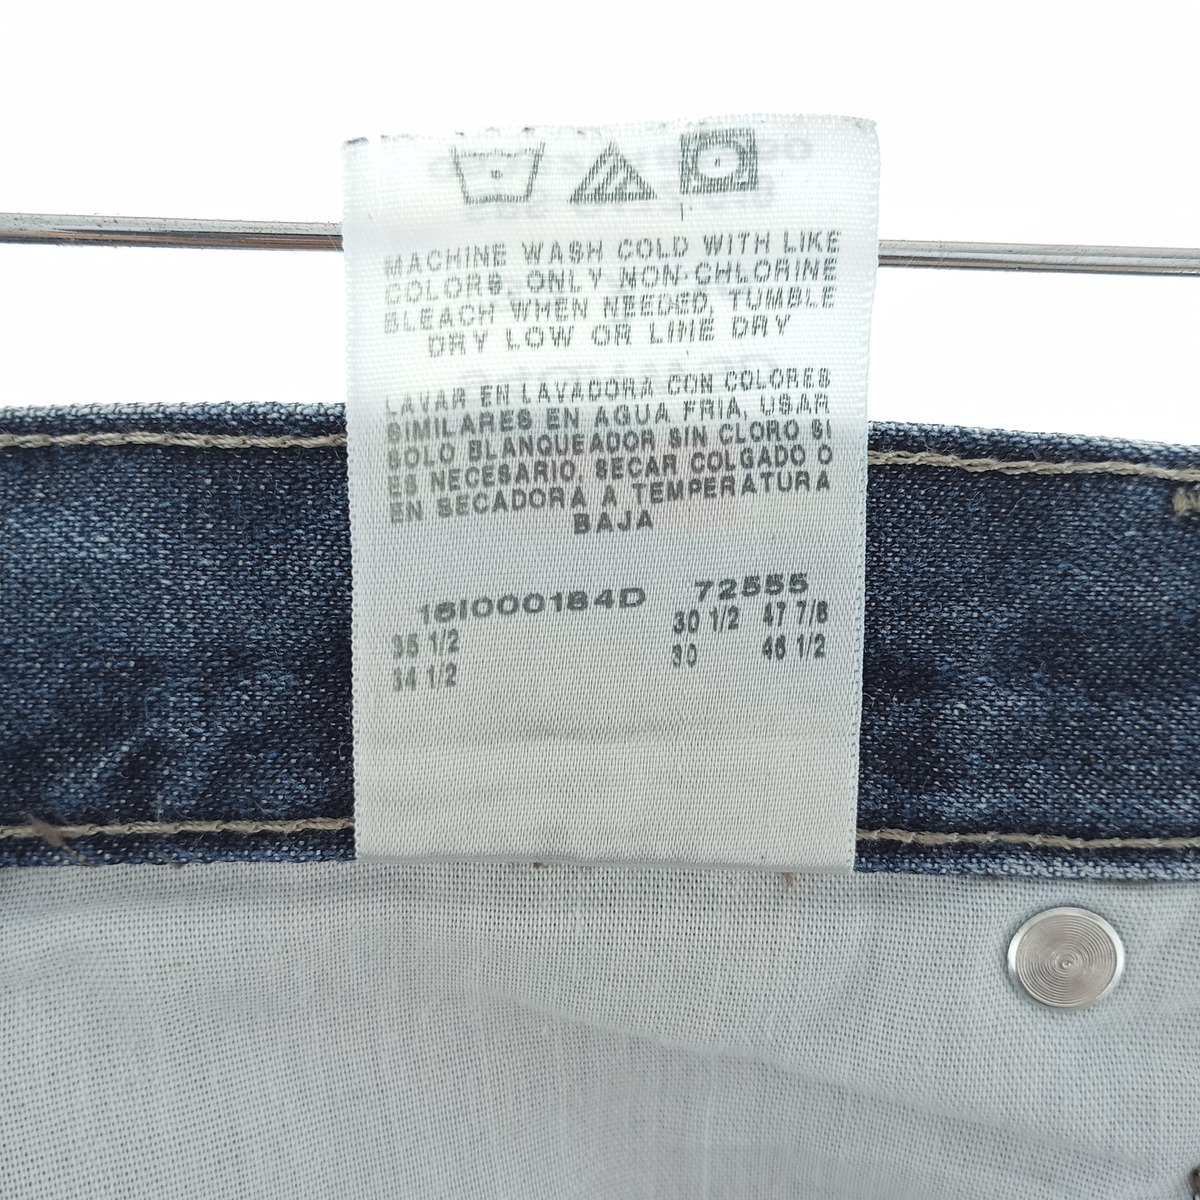 MACHINE WASH COLD WITH LIKE
COLORS, ONLY NON-CHLORINE
BLEACH WHEN NEEDED, TUMBLE
DRY LOW OR LINE DRY
LAVAR EN LAVADORA CON COLORES
SIMILARES EN AGUA FRIA, USAR
SOLO BLANQUEADOR SIN CLORO SI
ES NECESARIO, SECAR COLGADO O
EN SECADORA A TEMPERATURA
BAJA
16I000184D 72555
35 1/2 30 1/2 47 7/8
34 1/2 30 46 1/2